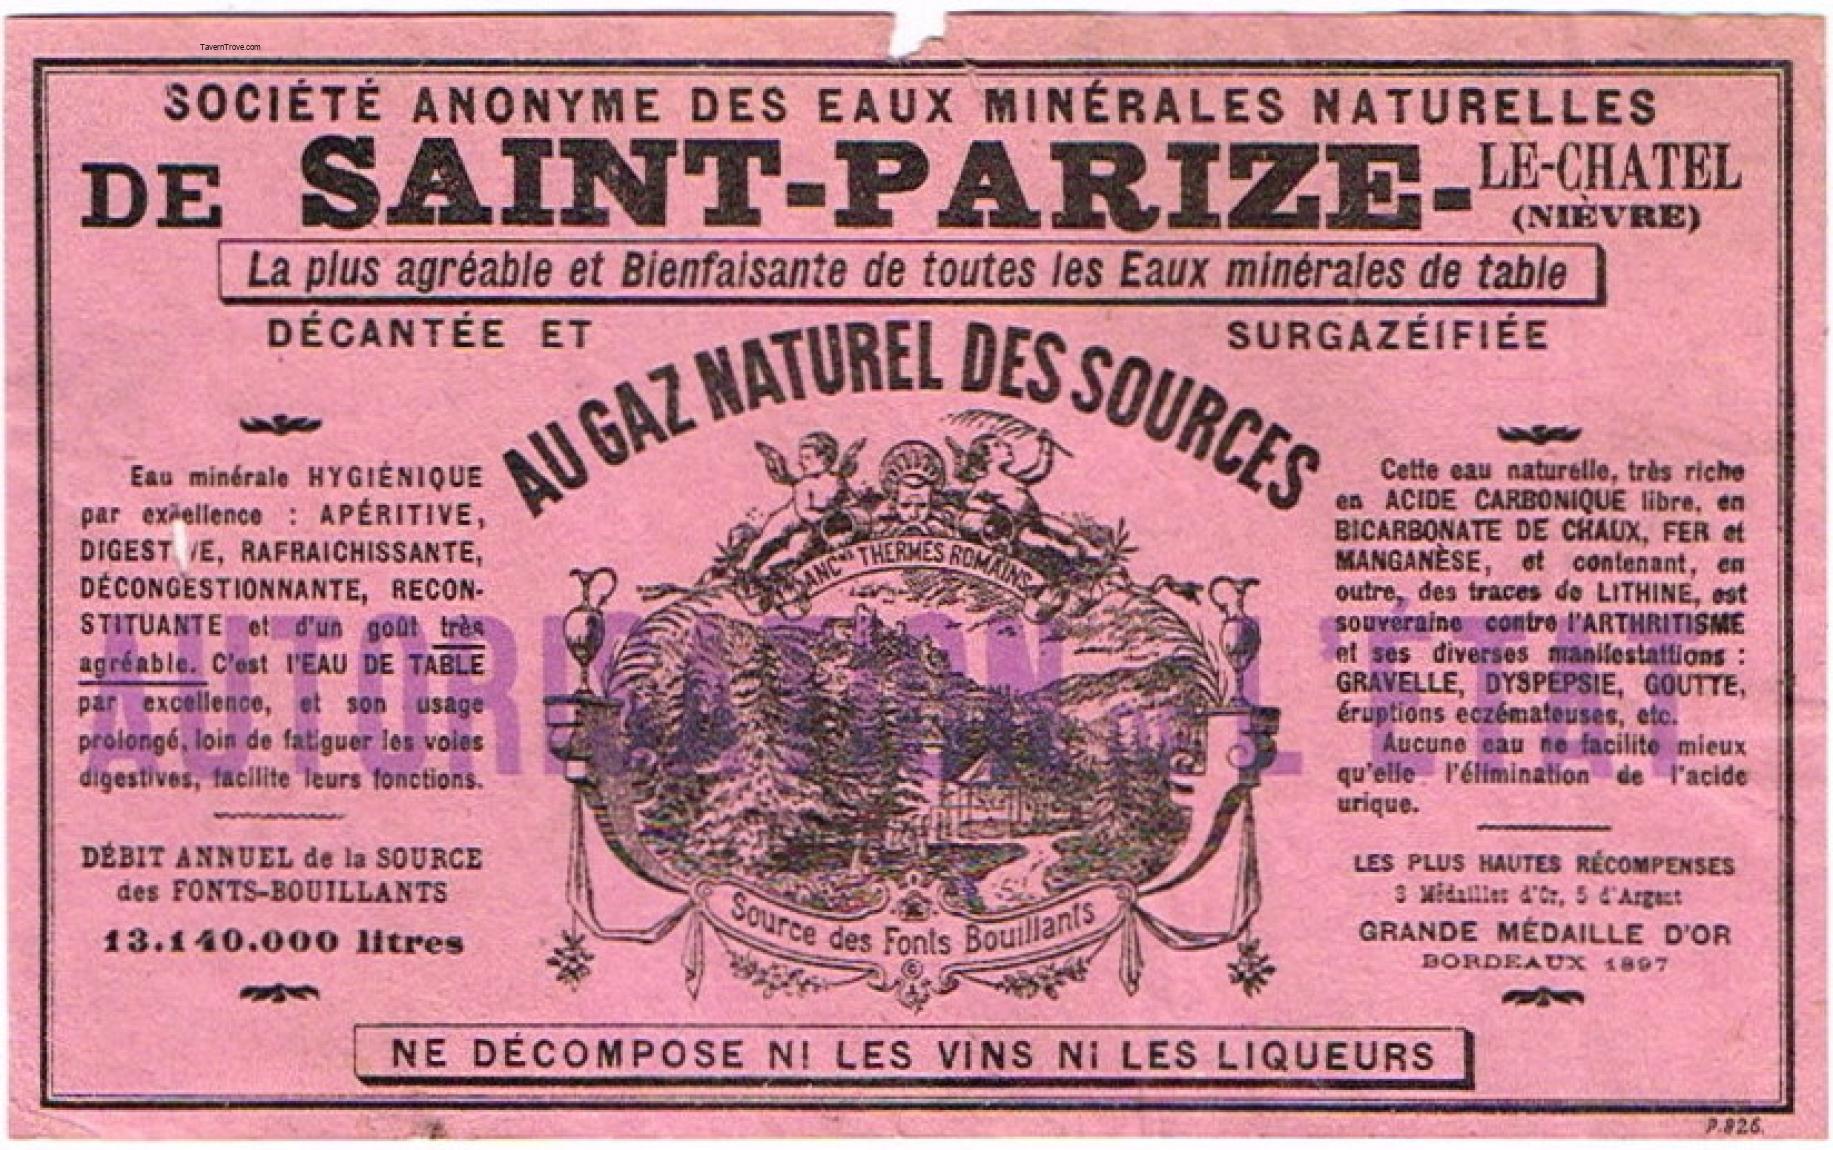 TavernTrove.com
SOCIÉTÉ ANONYME DES EAUX MINÉRALES NATURELLES
DE SAINT-PARIZE-LE-CHATEL
(NIÈVRE)
La plus agréable et Bienfaisante de toutes les Eaux minérales de table
DÉCANTÉE ET SURGAZÉIFIÉE
AU GAZ NATUREL DES SOURCES
Eau minérale HYGIÉNIQUE
par excellence : APÉRITIVE,
DIGESTIVE, RAFRAICHISSANTE,
DÉCONGESTIONNANTE, RECON-
STITUANTE et d'un goût très
agréable. C'est l'EAU DE TABLE
par excellence, et son usage
prolongé, loin de fatiguer les voies
digestives, facilite leurs fonctions.
DÉBIT ANNUEL de la SOURCE
des FONTS-BOUILLANTS
13.140.000 litres
ANCns THERMES ROMAINS
AUTORISATION DE L'ÉTAT
Source des Fonts Bouillants
Cette eau naturelle, très riche
en ACIDE CARBONIQUE libre, en
BICARBONATE DE CHAUX, FER et
MANGANÈSE, et contenant, en
outre, des traces de LITHINE, est
souveraine contre l'ARTHRITISME
et ses diverses manifestattions :
GRAVELLE, DYSPEPSIE, GOUTTE,
éruptions eczémateuses, etc.
Aucune eau ne facilite mieux
qu'elle l'élimination de l'acide
urique.
LES PLUS HAUTES RÉCOMPENSES
3 Médailles d'Or, 5 d'Argent
GRANDE MÉDAILLE D'OR
BORDEAUX 1897
NE DÉCOMPOSE NI LES VINS NI LES LIQUEURS
P.826.